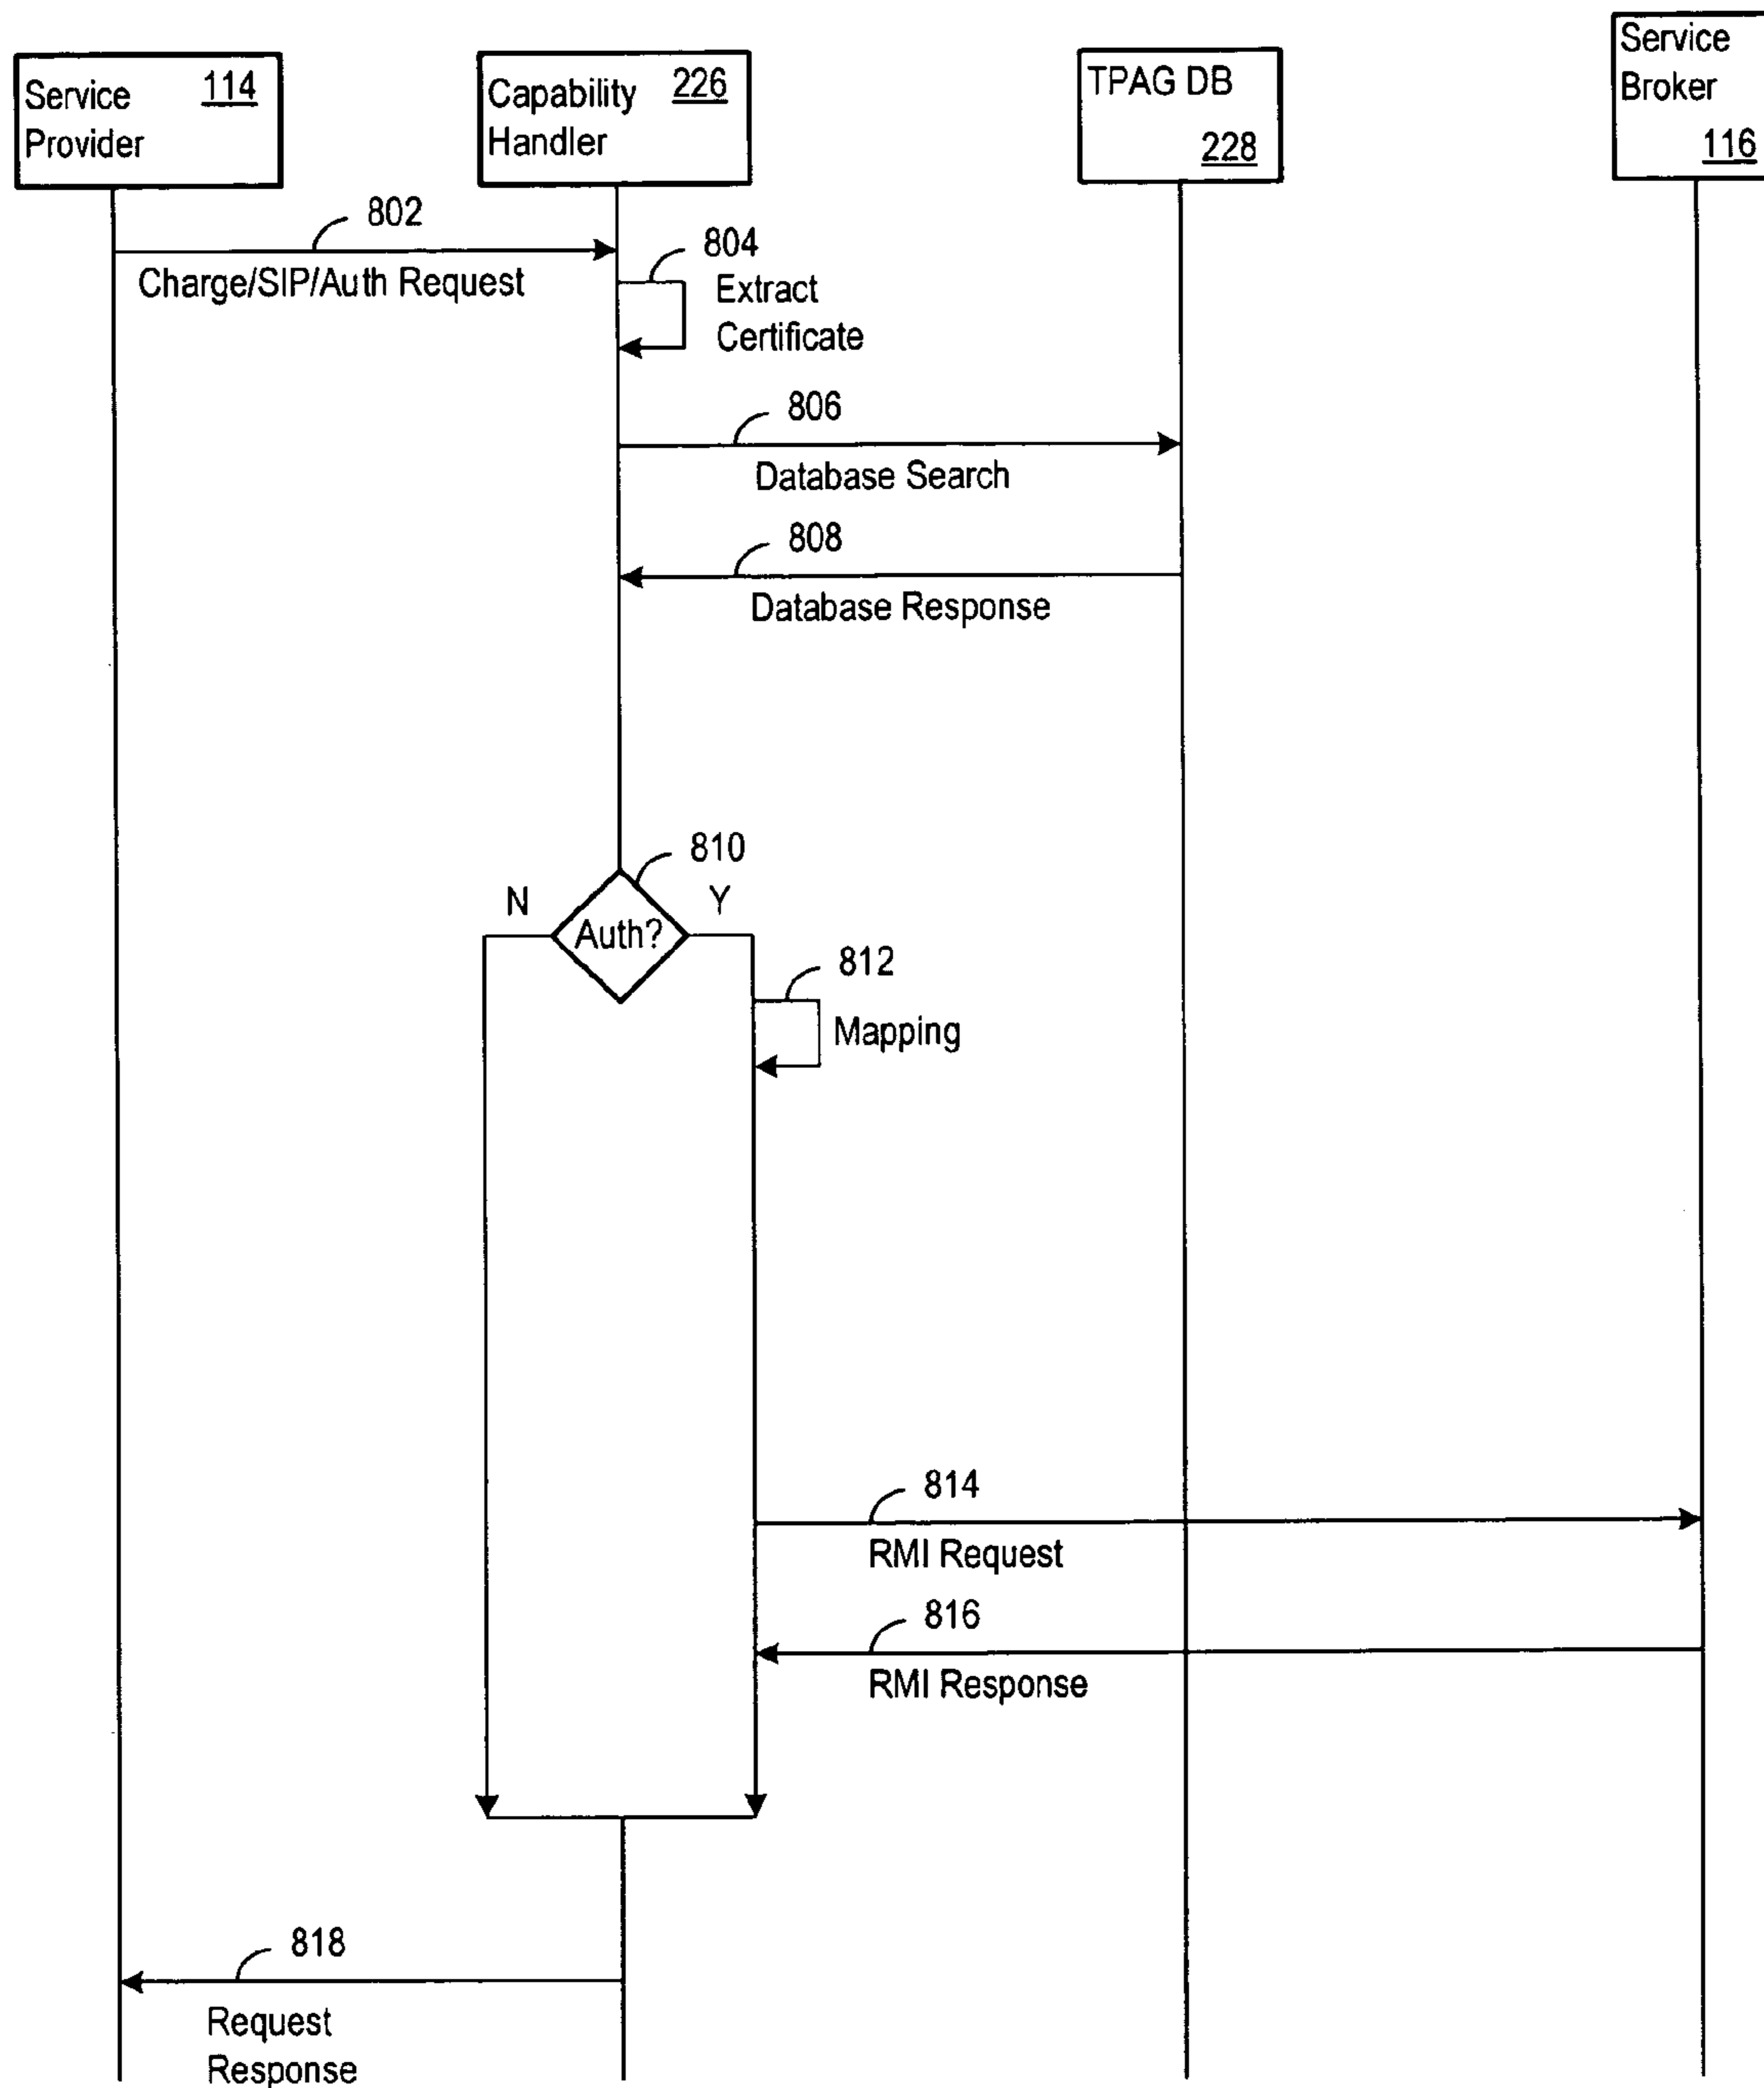 Service 114
Provider
Capability 226
Handler
TPAG DB
228
Service
Broker
116
802
Charge/SIP/Auth Request
804
Extract
Certificate
806
Database Search
808
Database Response
810
N
Y
Auth?
812
Mapping
814
RMI Request
816
RMI Response
818
Request
Response